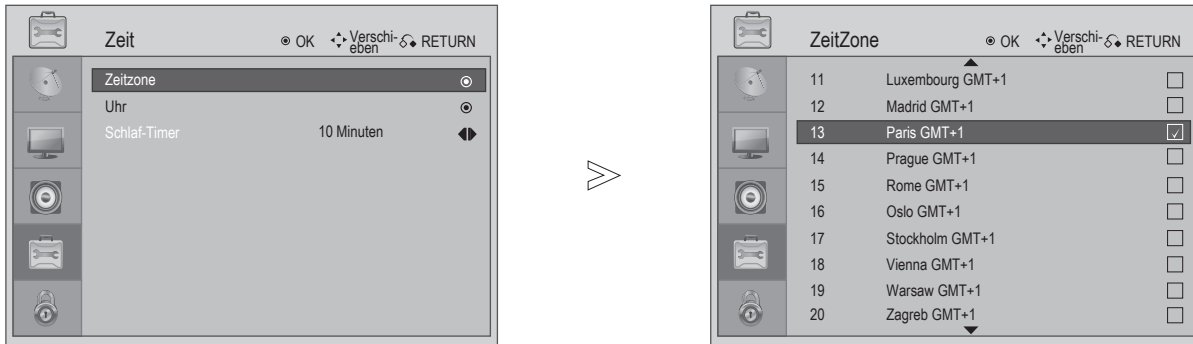 Zeit ◉ OK Verschi-eben RETURN
Zeitzone
Uhr
Schlaf-Timer 10 Minuten
ZeitZone ◉ OK Verschi-eben RETURN
11 Luxembourg GMT+1
12 Madrid GMT+1
13 Paris GMT+1
14 Prague GMT+1
15 Rome GMT+1
16 Oslo GMT+1
17 Stockholm GMT+1
18 Vienna GMT+1
19 Warsaw GMT+1
20 Zagreb GMT+1